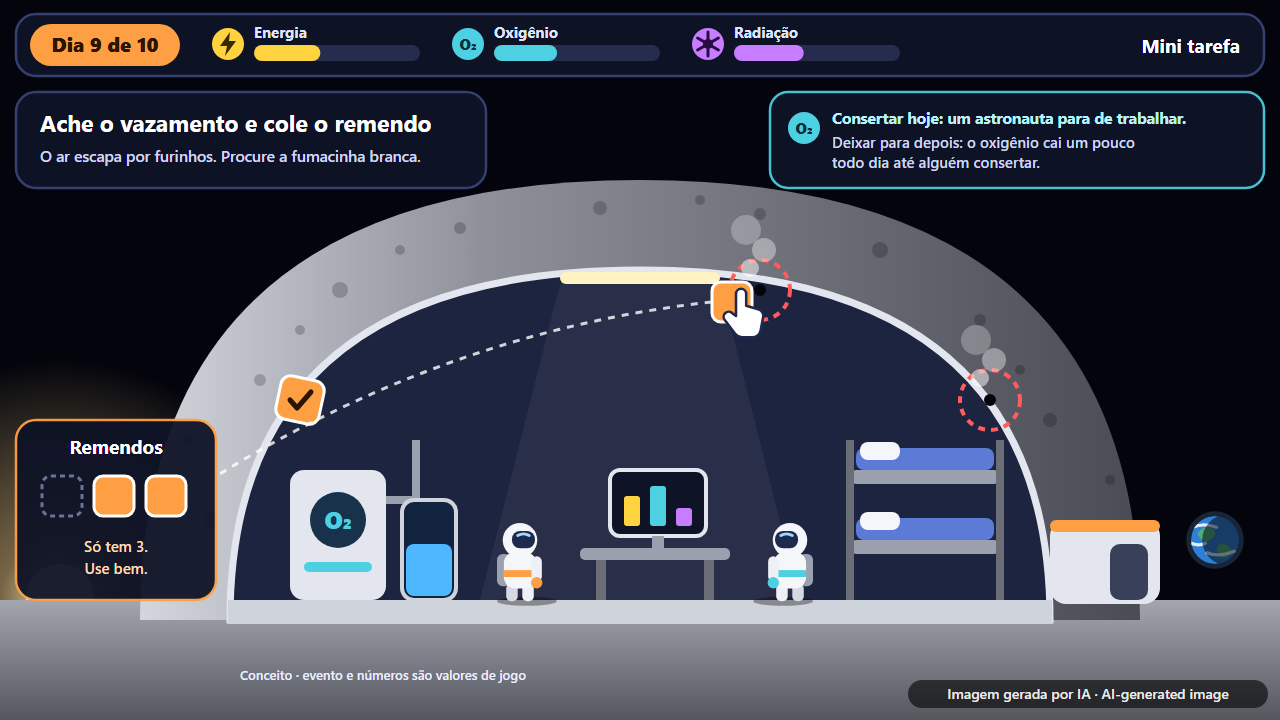 Dia 9 de 10
Energia
O₂
Oxigênio
Radiação
Mini tarefa
Ache o vazamento e cole o remendo
O ar escapa por furinhos. Procure a fumacinha branca.
O₂
Consertar hoje: um astronauta para de trabalhar.
Deixar para depois: o oxigênio cai um pouco
todo dia até alguém consertar.
Remendos
Só tem 3.
Use bem.
O₂
Conceito · evento e números são valores de jogo
Imagem gerada por IA · AI-generated image